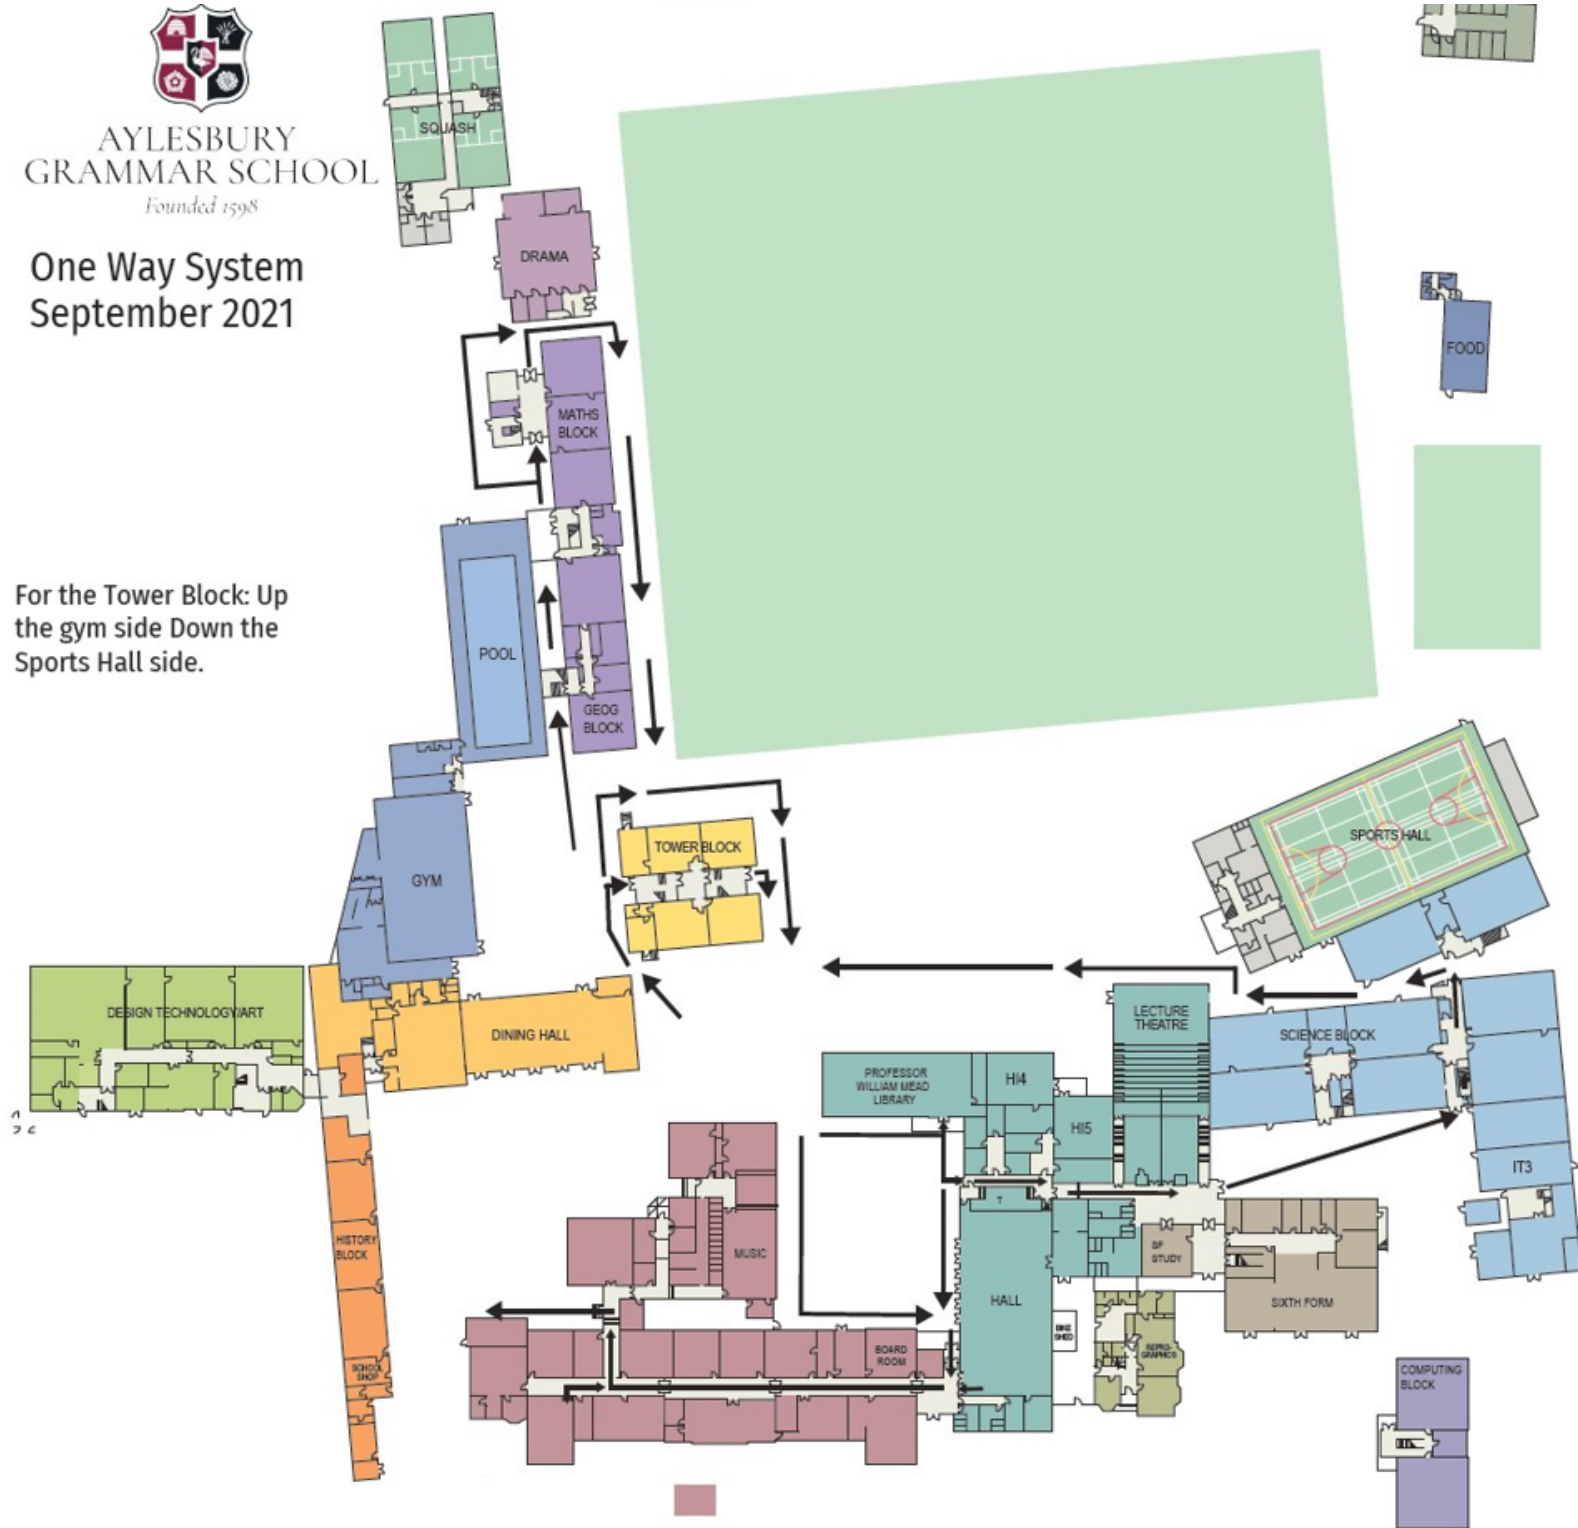 AYLESBURY
GRAMMAR SCHOOL
Founded 1598
One Way System
September 2021
For the Tower Block: Up
the gym side Down the
Sports Hall side.
SQUASH
DRAMA
MATHS
BLOCK
FOOD
POOL
GEOG
BLOCK
TOWER BLOCK
GYM
SPORTS HALL
DESIGN TECHNOLOGY/ART
DINING HALL
LECTURE
THEATRE
SCIENCE BLOCK
PROFESSOR
WILLIAM MEAD
LIBRARY
HI4
HI5
IT3
T
HISTORY
BLOCK
MUSIC
SF
STUDY
HALL
SIXTH FORM
BIKE
SHED
REPRO-
GRAPHICS
BOARD
ROOM
SCHOOL
SHOP
COMPUTING
BLOCK